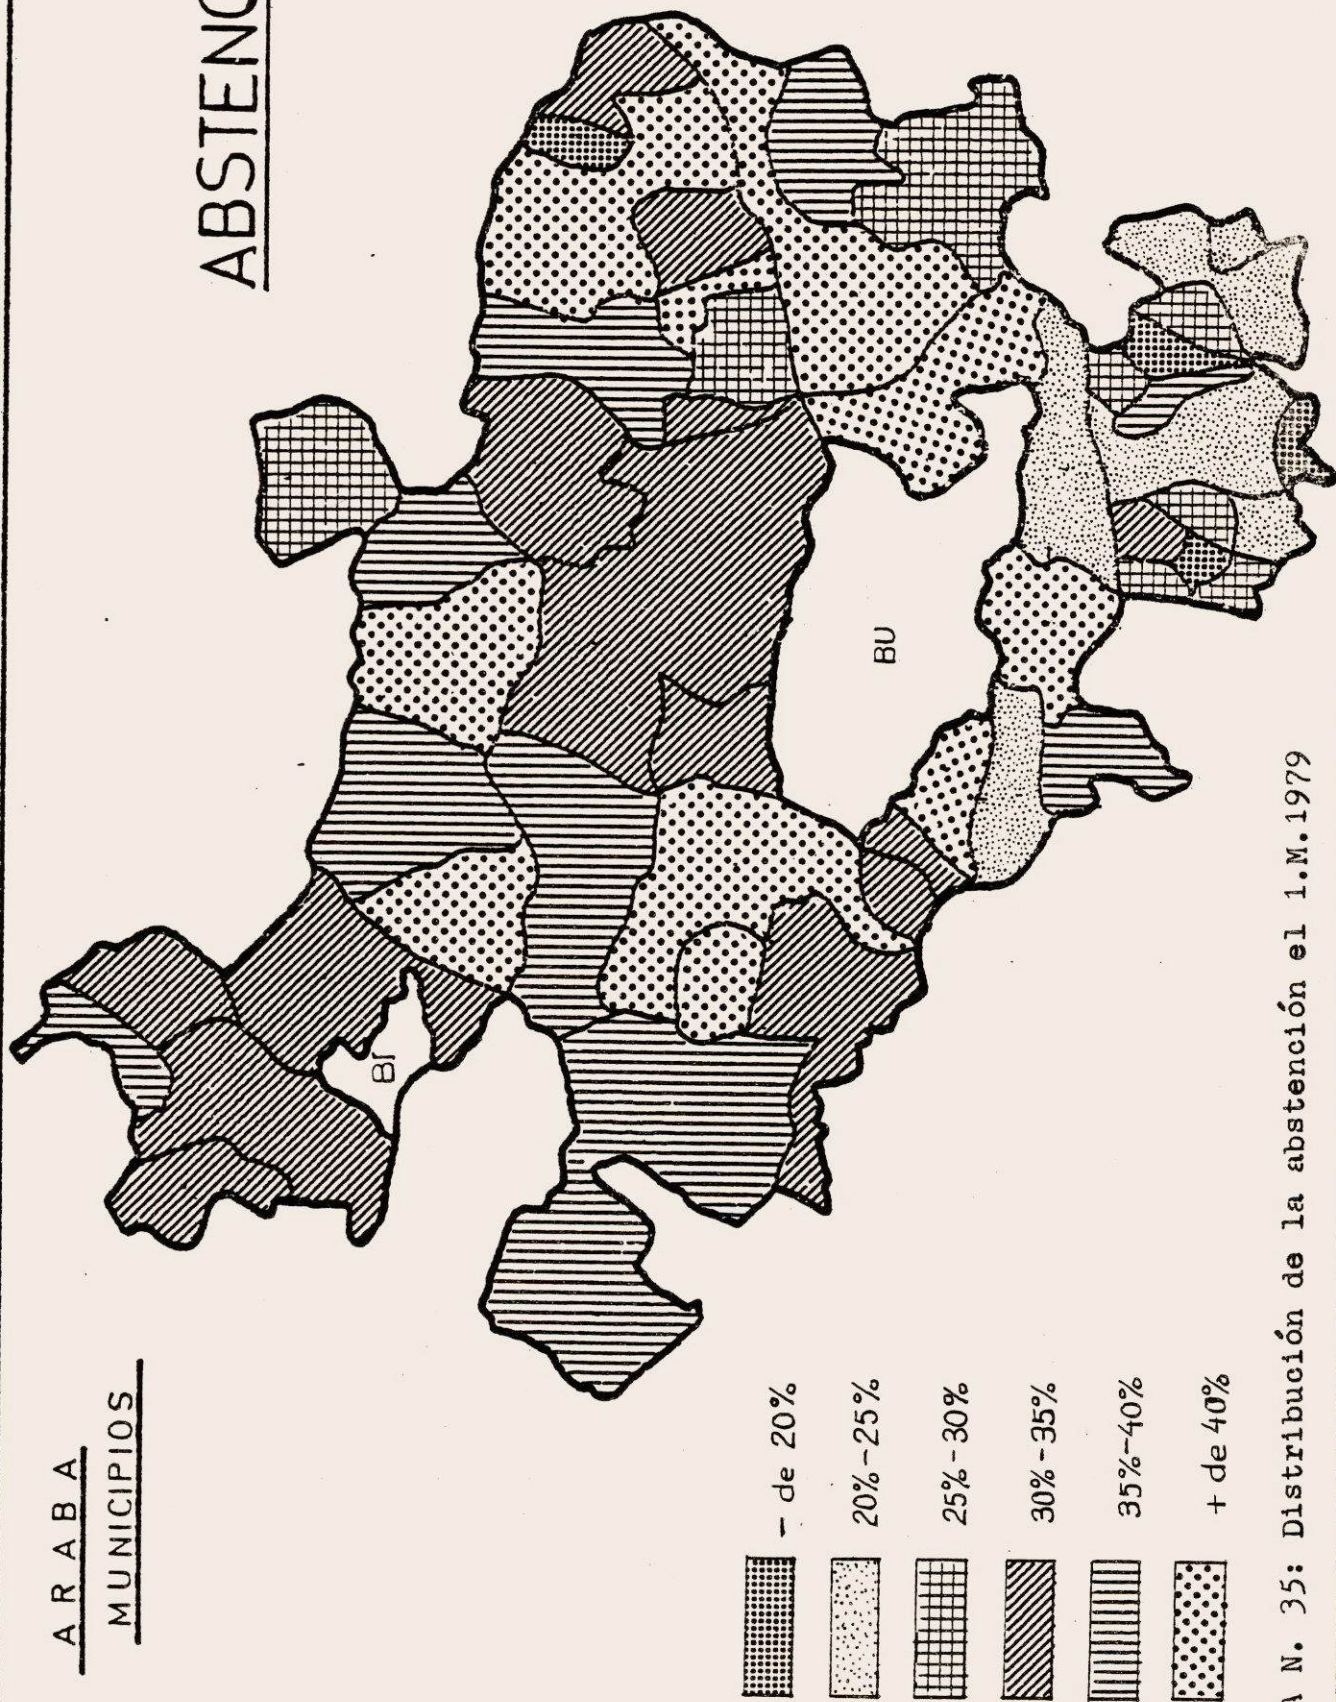 ARABA
MUNICIPIOS
ABSTENC
BI
BU
- de 20%
20%-25%
25%-30%
30%-35%
35%-40%
+ de 40%
N. 35: Distribución de la abstención el 1.M.1979